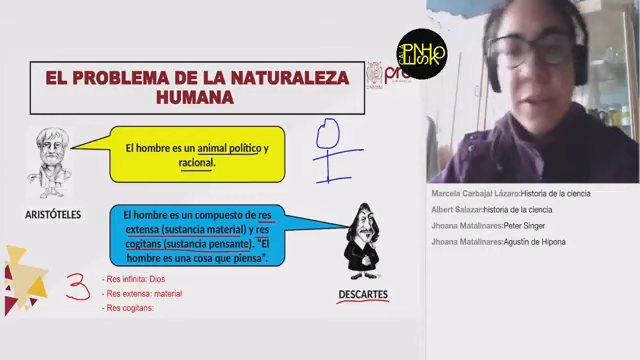 EL PROBLEMA DE LA NATURALEZA
HUMANA
El hombre es un animal político y
racional.
ARISTÓTELES
El hombre es un compuesto de res
extensa (sustancia material) y res
cogitans (sustancia pensante). "El
hombre es una cosa que piensa".
DESCARTES
3
- Res infinita: Dios
- Res extensa: material
- Res cogitans:
Marcela Carbajal Lázaro:Historia de la ciencia
Albert Salazar:historia de la ciencia
Jhoana Matalinares:Peter Singer
Jhoana Matalinares:Agustín de Hipona